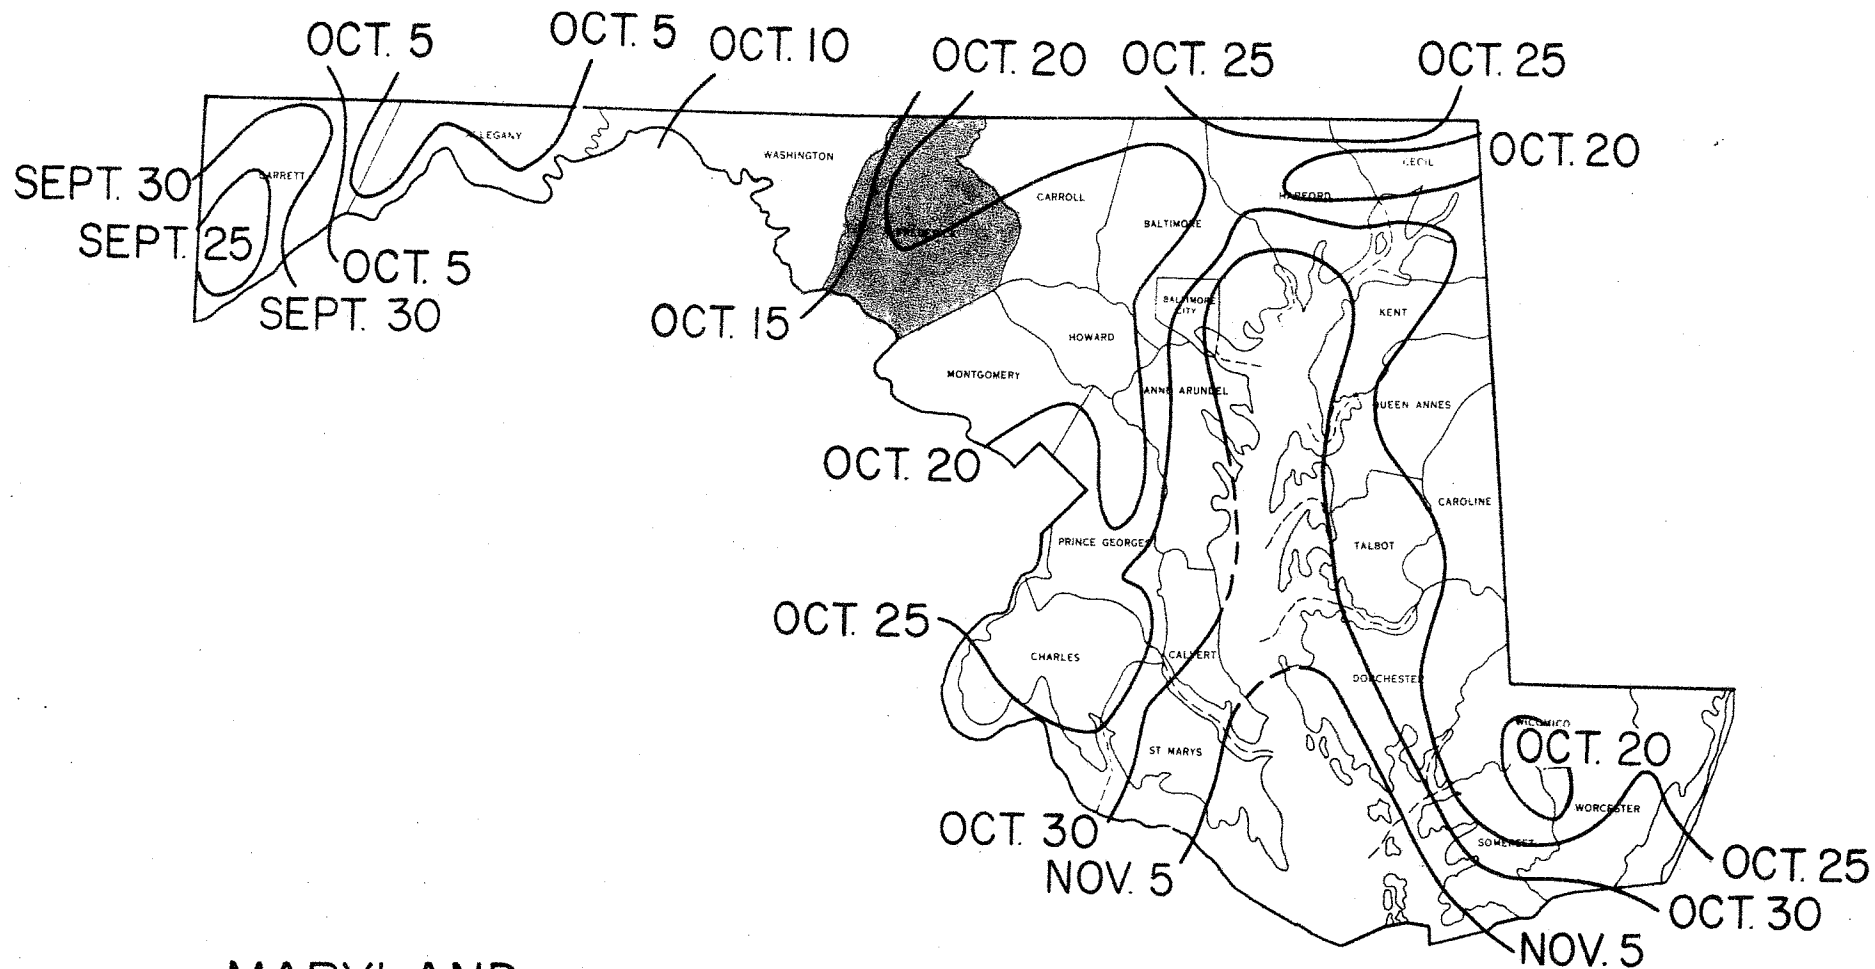 OCT. 5
OCT. 5
OCT. 10
OCT. 20
OCT. 25
OCT. 25
OCT. 20
SEPT. 30
SEPT. 25
OCT. 5
SEPT. 30
OCT. 15
ALLEGANY
GARRETT
WASHINGTON
FREDERICK
CARROLL
BALTIMORE
HARFORD
CECIL
BALTIMORE
CITY
KENT
HOWARD
MONTGOMERY
ANNE ARUNDEL
QUEEN ANNES
OCT. 20
CAROLINE
TALBOT
PRINCE GEORGES
OCT. 25
CHARLES
CALVERT
DORCHESTER
WICOMICO
OCT. 20
ST MARYS
WORCESTER
OCT. 30
SOMERSET
NOV. 5
OCT. 25
OCT. 30
NOV. 5
MARYLAND